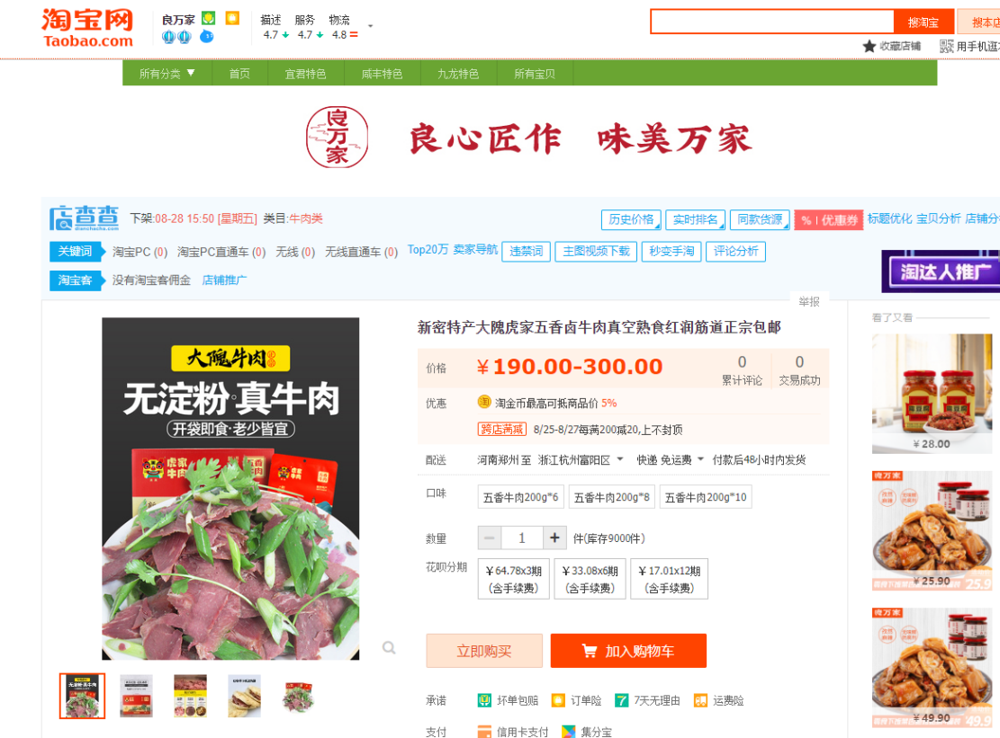 淘宝网
Taobao.com
良万家
描述 服务 物流
4.7 4.7 4.8
搜淘宝
搜本店
收藏店铺
用手机逛本
所有分类 首页 宜君特色 咸丰特色 九龙特色 所有宝贝
良万家
良心匠作 味美万家
店查查
dianchacha.com
下架:08-28 15:50 [星期五] 类目:牛肉类
历史价格 实时排名 同款货源 % | 优惠券 标题优化 宝贝分析 店铺分
关键词 淘宝PC (0) 淘宝PC直通车 (0) 无线 (0) 无线直通车 (0) Top20万 卖家导航 违禁词 主图视频下载 秒变手淘 评论分析
淘宝客 没有淘宝客佣金 店铺推广
淘达人推广
举报
大隗牛肉
无淀粉·真牛肉
开袋即食·老少皆宜
虎家
牛肉
五香
牛肉
新密特产大隗虎家五香卤牛肉真空熟食红润筋道正宗包邮
价格 ¥190.00-300.00
0
累计评论
0
交易成功
优惠 淘金币最高可抵商品价 5%
跨店满减 8/25-8/27每满200减20,上不封顶
配送 河南郑州 至 浙江杭州富阳区 快递 免运费 付款后48小时内发货
口味 五香牛肉200g*6 五香牛肉200g*8 五香牛肉200g*10
数量 − 1 + 件(库存9000件)
花呗分期
¥64.78x3期
(含手续费)
¥33.08x6期
(含手续费)
¥17.01x12期
(含手续费)
立即购买
加入购物车
承诺 坏单包赔 订单险 7天无理由 运费险
支付 信用卡支付 集分宝
看了又看
¥28.00
良万家
¥25.90
25.9
良万家
¥49.90
49.9